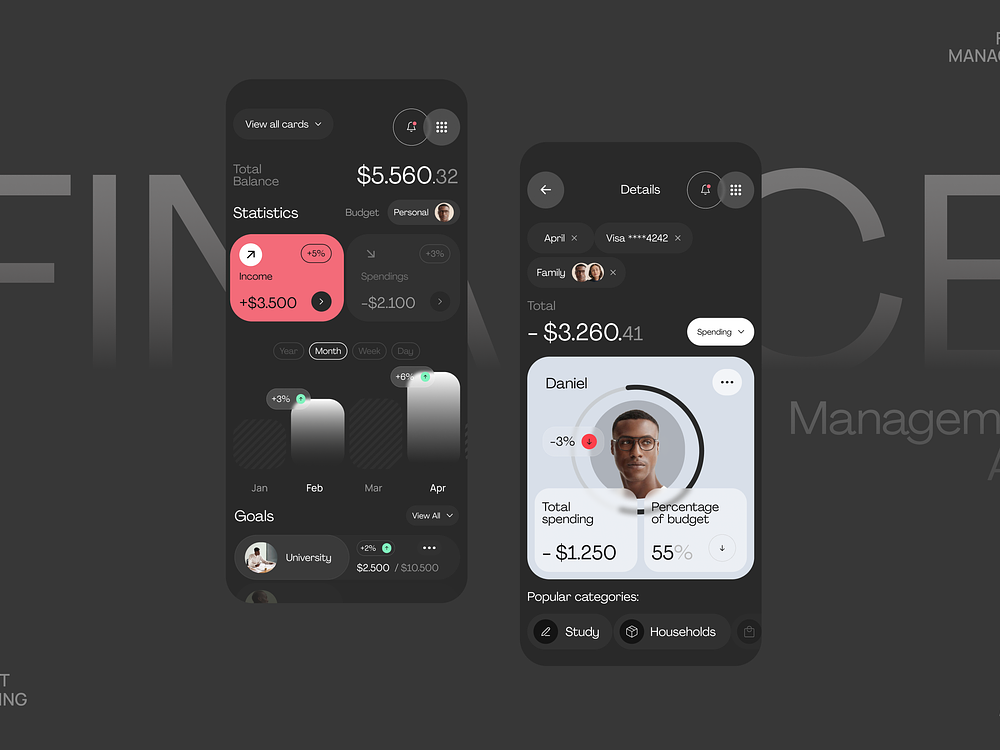 FINANCE
MANA
Managem
T
ING
View all cards
Total
Balance
$5.560.32
Statistics
Budget
Personal
+5%
Income
+$3.500
+3%
Spendings
-$2.100
Year
Month
Week
Day
+3%
+6%
Jan
Feb
Mar
Apr
Goals
View All
University
+2%
$2.500 / $10.500
Details
April ×
Visa ****4242 ×
Family ×
Total
- $3.260.41
Spending
Daniel
-3%
Total
spending
- $1.250
Percentage
of budget
55%
Popular categories:
Study
Households